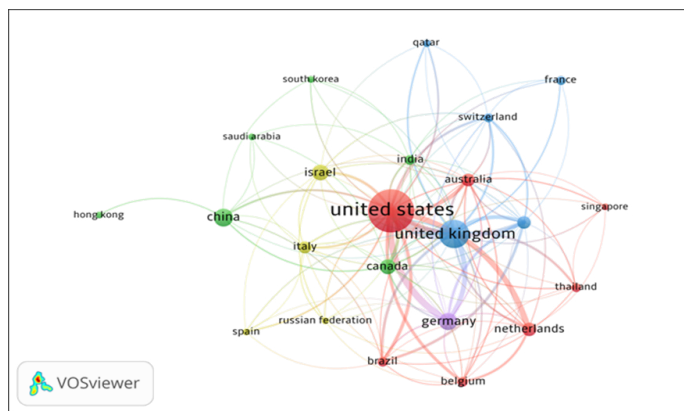 qatar
south korea
france
switzerland
saudi arabia
india
israel
australia
united states
singapore
hong kong
china
united kingdom
italy
canada
thailand
germany
russian federation
spain
netherlands
brazil
belgium
VOSviewer